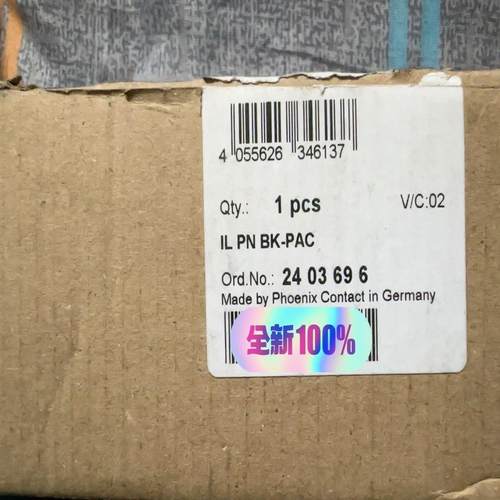 4 055626 346137
Qty.: 1 pcs V/C:02
IL PN BK-PAC
Ord.No.: 24 03 69 6
Made by Phoenix Contact in Germany
全新100%